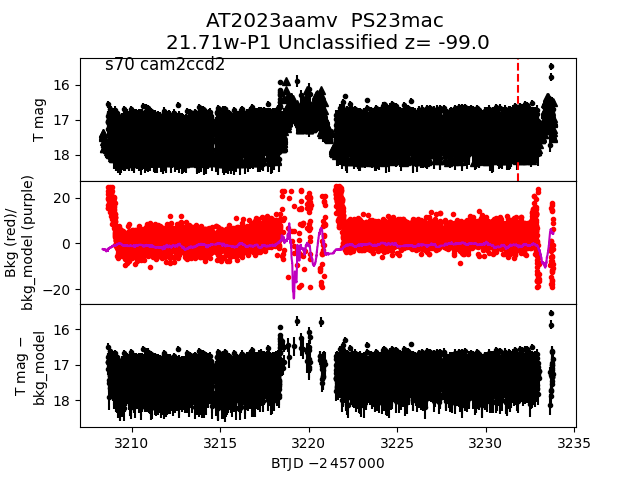 AT2023aamv PS23mac
21.71w-P1 Unclassified z= -99.0
s70 cam2ccd2
T mag
16
17
18
Bkg (red)/
bkg_model (purple)
20
0
−20
T mag −
bkg_model
16
17
18
3210 3215 3220 3225 3230 3235
BTJD −2 457 000